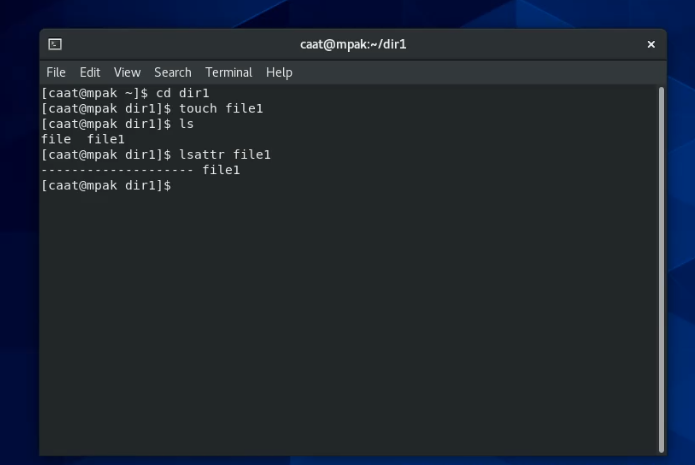 caat@mpak:~/dir1
File Edit View Search Terminal Help
[caat@mpak ~]$ cd dir1
[caat@mpak dir1]$ touch file1
[caat@mpak dir1]$ ls
file  file1
[caat@mpak dir1]$ lsattr file1
-------------------- file1
[caat@mpak dir1]$